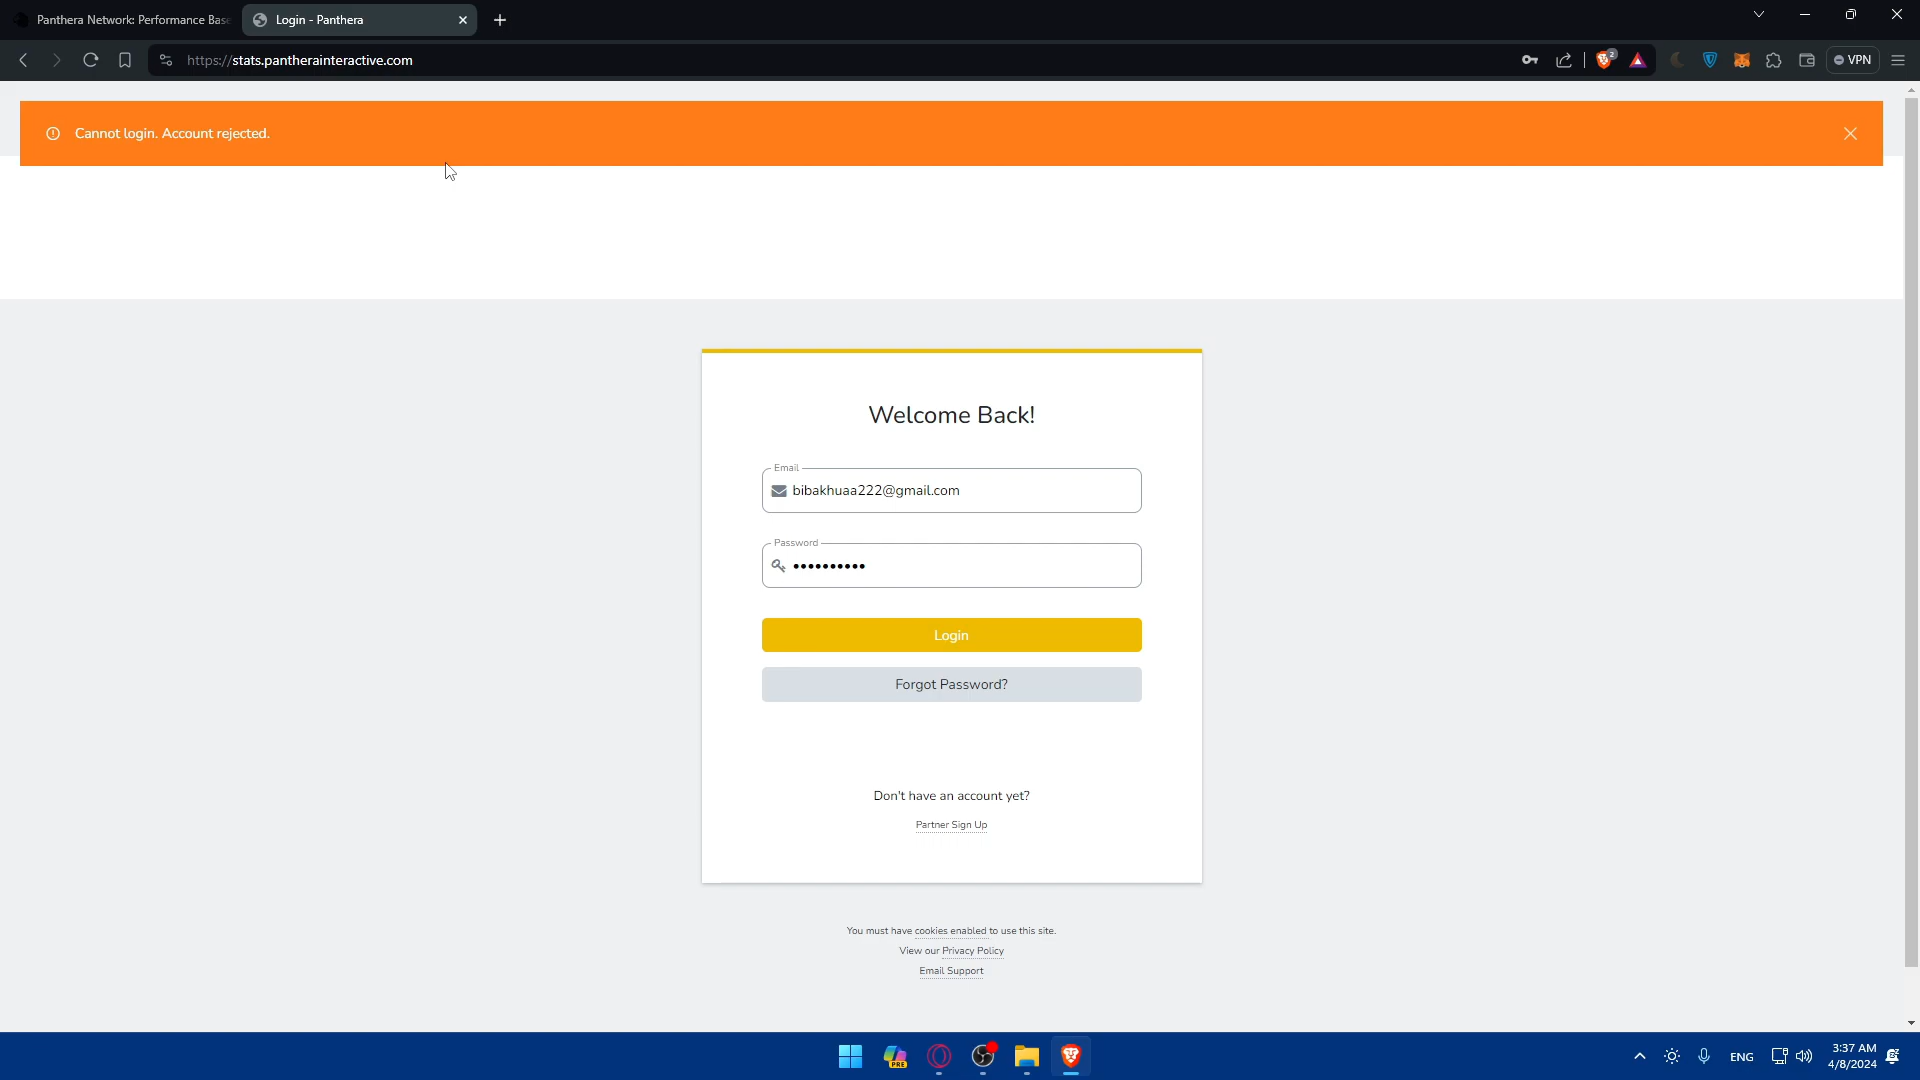 Panthera Network: Performance Base
Login - Panthera
https://stats.pantherainteractive.com
2
VPN
Cannot login. Account rejected.
Welcome Back!
Email
bibakhuaa222@gmail.com
Password
Login
Forgot Password?
Don't have an account yet?
Partner Sign Up
You must have cookies enabled to use this site.
View our Privacy Policy
Email Support
PRE
ENG
3:37 AM
4/8/2024